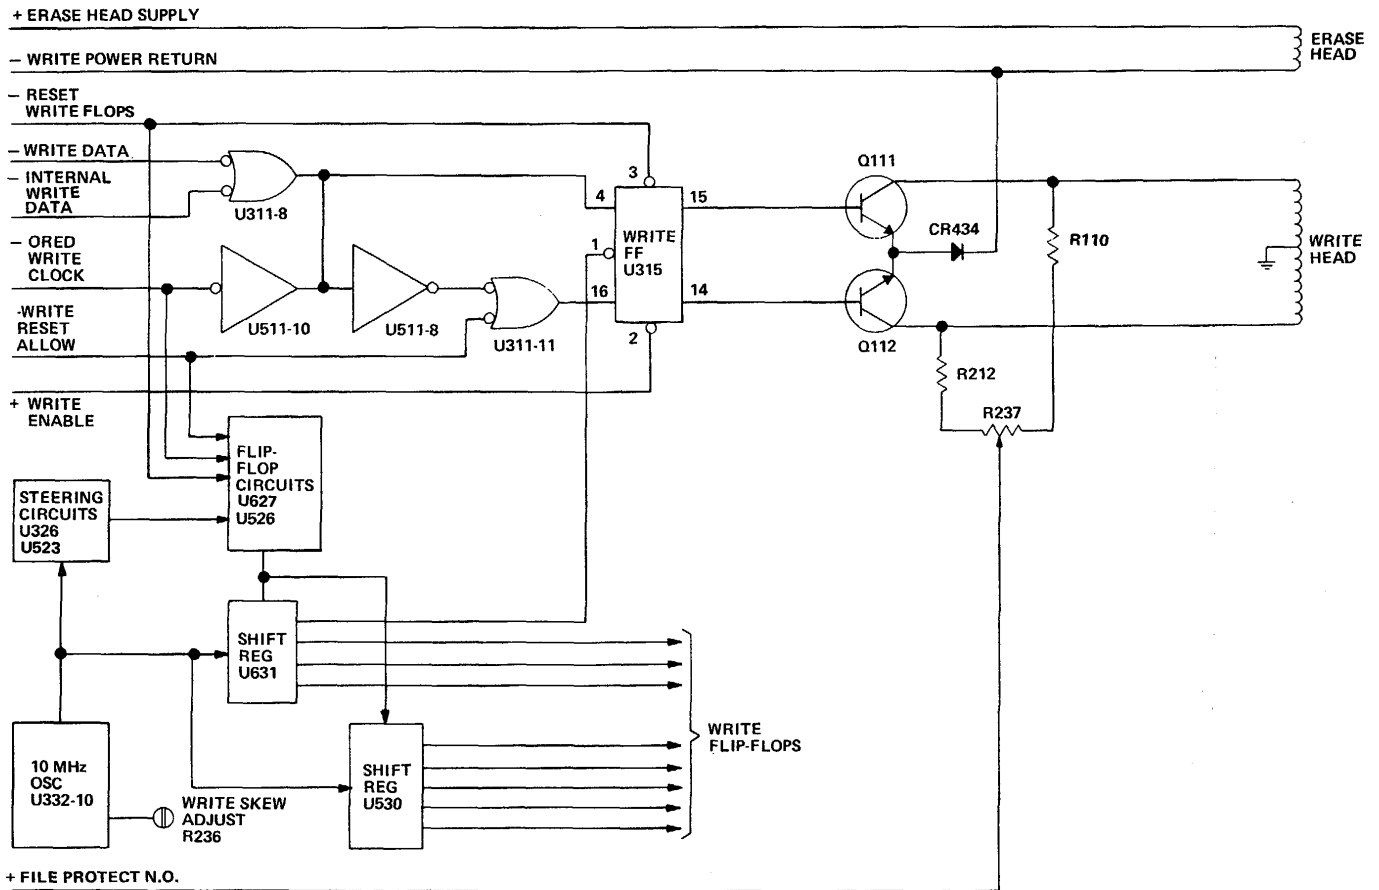 + ERASE HEAD SUPPLY
ERASE
HEAD
— WRITE POWER RETURN
— RESET
WRITE FLOPS
— WRITE DATA
— INTERNAL
WRITE
DATA
U311-8
— ORED
WRITE
CLOCK
U511-10
U511-8
U311-11
-WRITE
RESET
ALLOW
+ WRITE
ENABLE
3
4
15
1
WRITE
FF
U315
16
14
2
Q111
CR434
Q112
R110
WRITE
HEAD
R212
R237
FLIP-
FLOP
CIRCUITS
U627
U526
STEERING
CIRCUITS
U326
U523
SHIFT
REG
U631
SHIFT
REG
U530
WRITE
FLIP-FLOPS
10 MHz
OSC
U332-10
WRITE SKEW
ADJUST
R236
+ FILE PROTECT N.O.